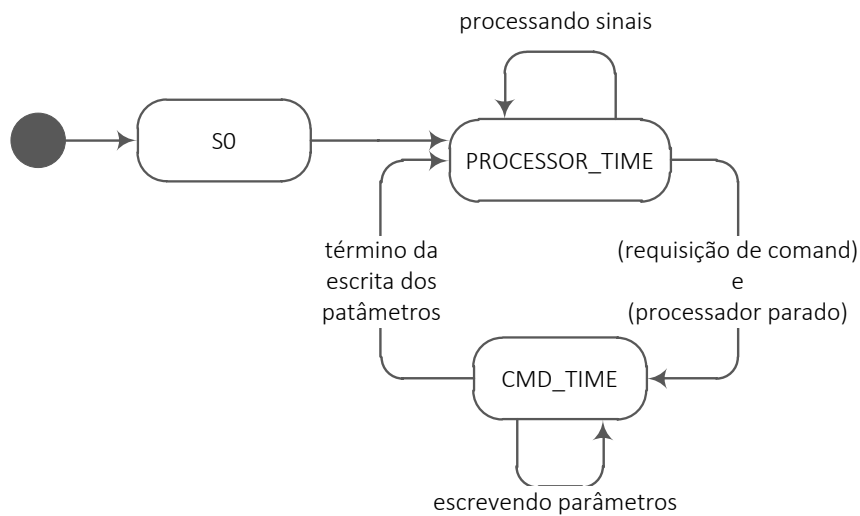 processando sinais
S0
PROCESSOR_TIME
término da
escrita dos
patâmetros
(requisição de comand)
e
(processador parado)
CMD_TIME
escrevendo parâmetros